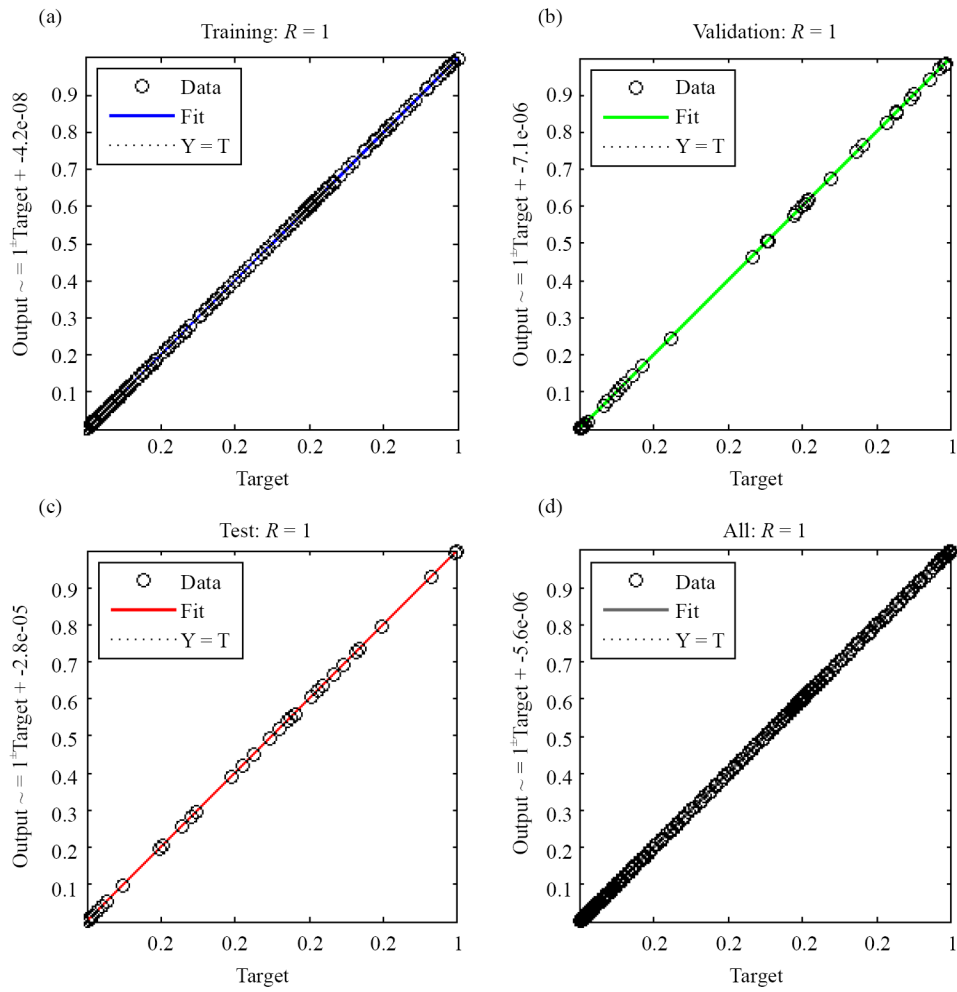 (a)
Training: R = 1
Data
Fit
Y = T
0.9
0.8
0.7
0.6
0.5
0.4
0.3
0.2
0.1
0.2
0.2
0.2
0.2
1
Target
Output ~ = 1±Target + -4.2e-08
(b)
Validation: R = 1
Data
Fit
Y = T
0.9
0.8
0.7
0.6
0.5
0.4
0.3
0.2
0.1
0.2
0.2
0.2
0.2
1
Target
Output ~ = 1±Target + -7.1e-06
(c)
Test: R = 1
Data
Fit
Y = T
0.9
0.8
0.7
0.6
0.5
0.4
0.3
0.2
0.1
0.2
0.2
0.2
0.2
1
Target
Output ~ = 1±Target + -2.8e-05
(d)
All: R = 1
Data
Fit
Y = T
0.9
0.8
0.7
0.6
0.5
0.4
0.3
0.2
0.1
0.2
0.2
0.2
0.2
1
Target
Output ~ = 1±Target + -5.6e-06